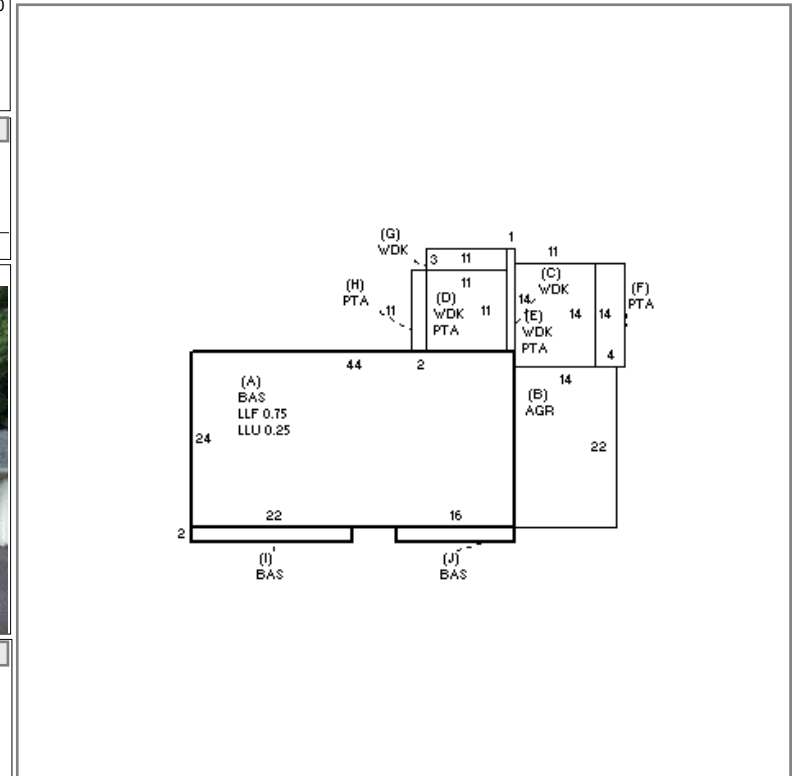 1
(G)
WDK
3
11
11
(H)
PTA
11
(D)
WDK
PTA
11
11
(C)
WDK
14
(E)
WDK
PTA
14
14
(F)
PTA
4
44
2
14
(A)
BAS
LLF 0.75
LLU 0.25
(B)
AGR
24
22
22
16
2
(I)
BAS
(J)
BAS